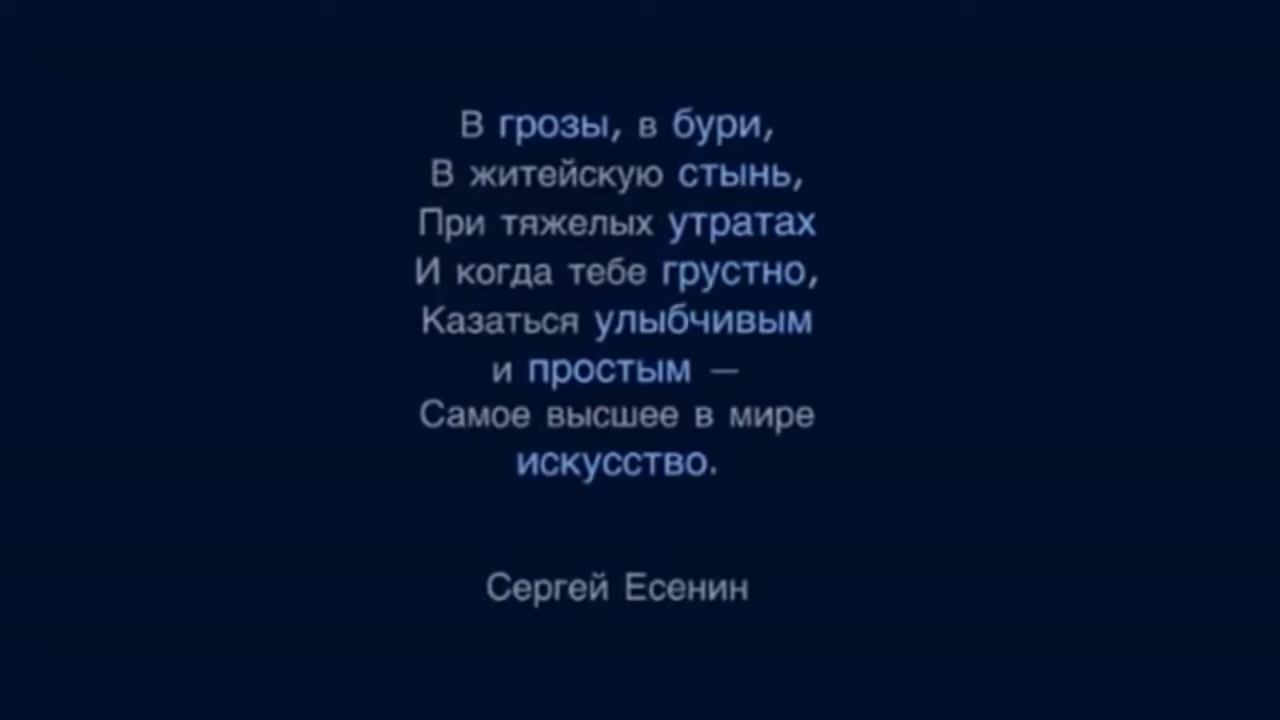 В грозы, в бури,
В житейскую стынь,
При тяжелых утратах
И когда тебе грустно,
Казаться улыбчивым
и простым —
Самое высшее в мире
искусство.
Сергей Есенин